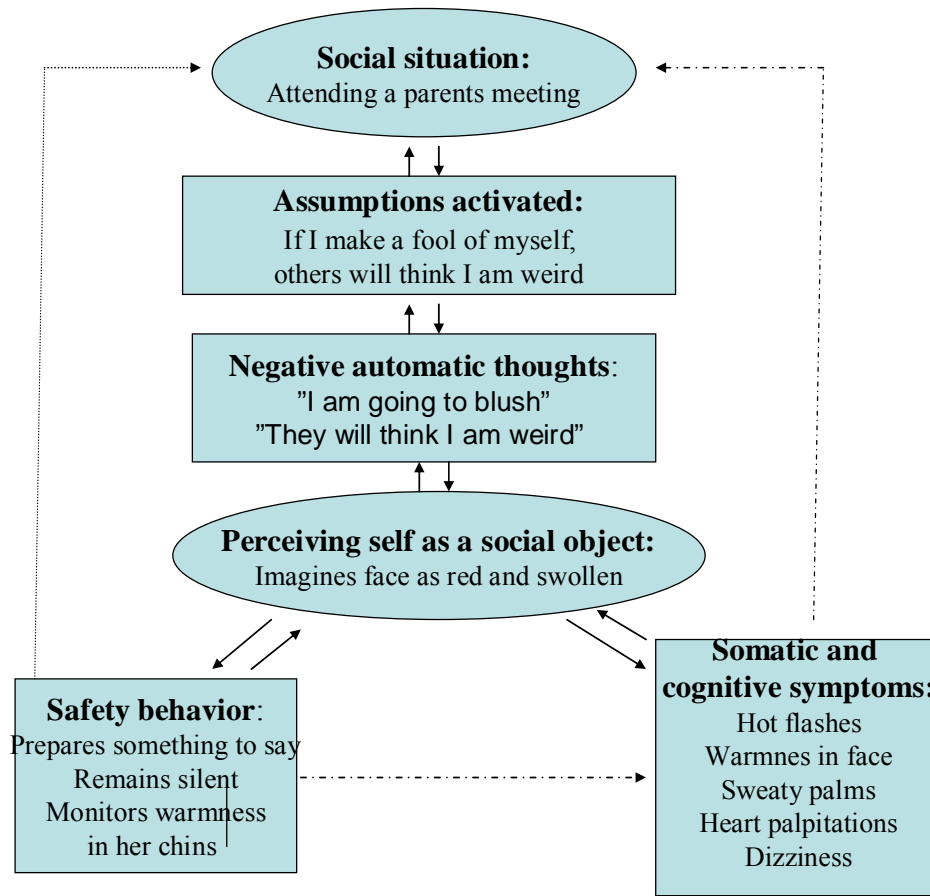 Social situation:
Attending a parents meeting
Assumptions activated:
If I make a fool of myself,
others will think I am weird
Negative automatic thoughts:
”I am going to blush”
”They will think I am weird”
Perceiving self as a social object:
Imagines face as red and swollen
Safety behavior:
Prepares something to say
Remains silent
Monitors warmness
in her chins
Somatic and
cognitive symptoms:
Hot flashes
Warmnes in face
Sweaty palms
Heart palpitations
Dizziness